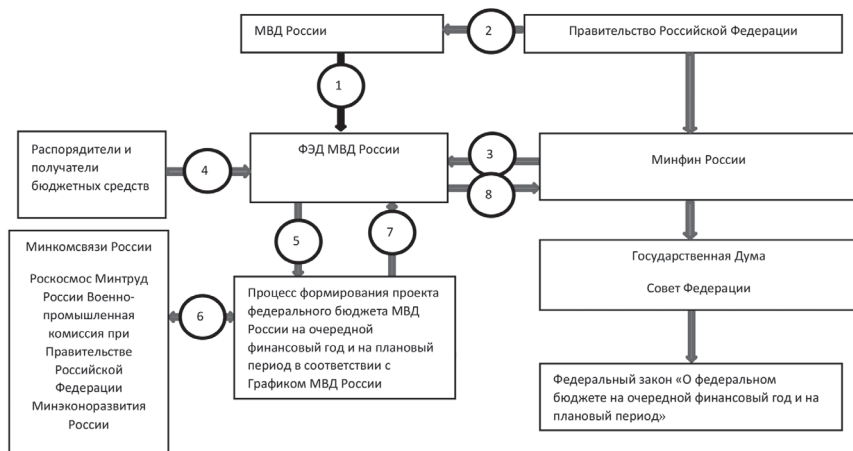 МВД России
2
Правительство Российской Федерации
1
Распорядители и
получатели
бюджетных средств
4
ФЭД МВД России
3
8
Минфин России
5
7
Минкомсвязи России
Роскосмос Минтруд
России Военно-
промышленная
комиссия при
Правительстве
Российской
Федерации
Минэконоразвития
России
6
Процесс формирования проекта
федерального бюджета МВД
России на очередной
финансовый год и на плановый
период в соответствии с
Графиком МВД России
Государственная Дума
Совет Федерации
Федеральный закон «О федеральном
бюджете на очередной финансовый год и на
плановый период»